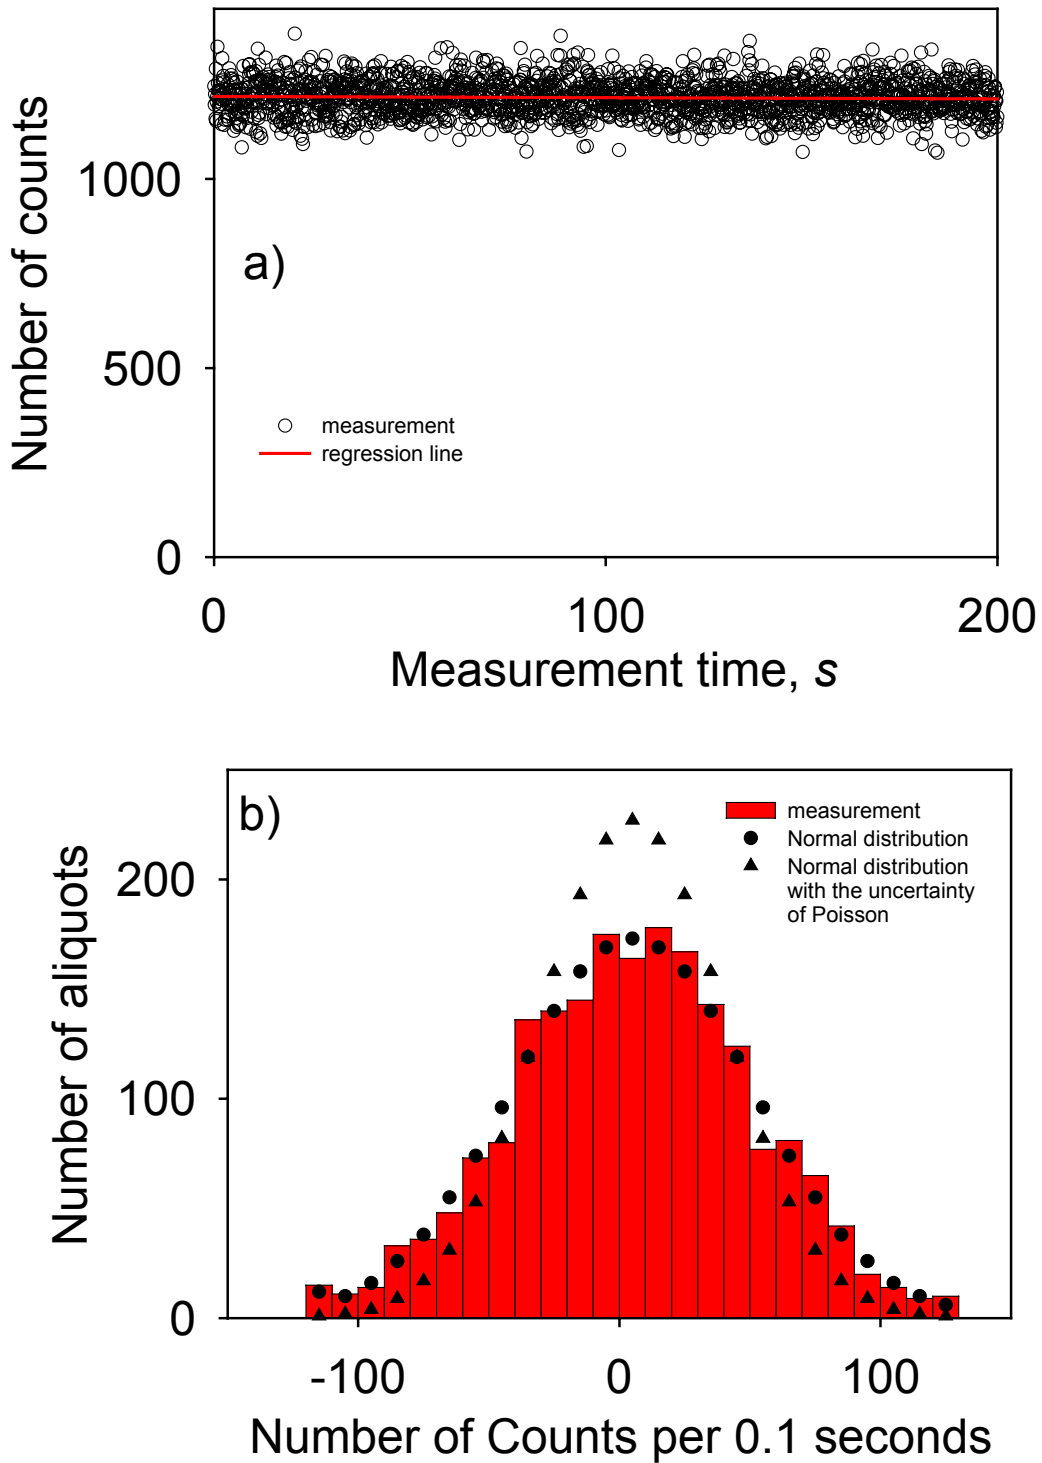 Number of counts
1000
500
0
a)
measurement
regression line
0 100 200
Measurement time, s
b)
measurement
Normal distribution
Normal distribution
with the uncertainty
of Poisson
Number of aliquots
200
100
0
-100 0 100
Number of Counts per 0.1 seconds